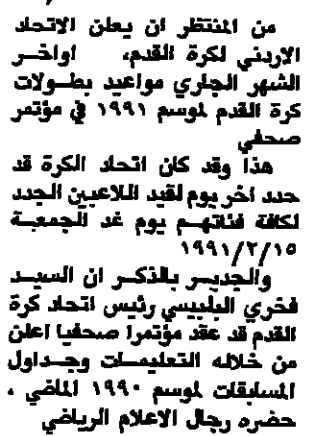 من المنتظر ان يعلن الاتحاد
الاردني لكرة القدم، اواخر
الشهر الجاري مواعيد بطولات
كرة القدم لموسم ١٩٩١ في مؤتمر
صحفي
هذا وقد كان اتحاد الكرة قد
حدد اخر يوم لقيد اللاعبين الجدد
لكافة فئاتهم يوم غد الجمعة
١٩٩١/٢/١٥
والجدير بالذكر ان السيد
فخري البلبيسي رئيس اتحاد كرة
القدم قد عقد مؤتمرا صحفيا اعلن
من خلاله التعليمات وجداول
المسابقات لموسم ١٩٩٠ الماضي .
حضره رجال الاعلام الرياضي